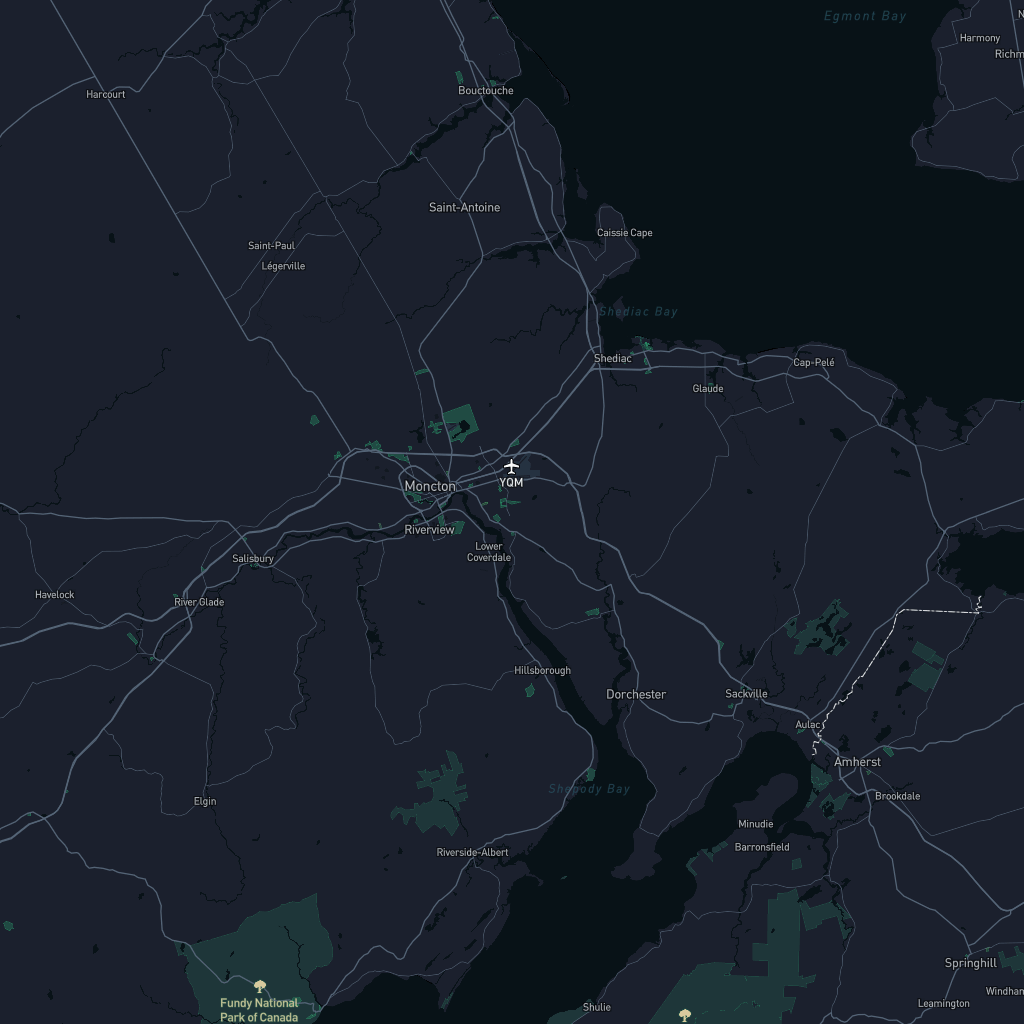 Egmont Bay
Harmony
Harcourt
Bouctouche
Saint-Antoine
Caissie Cape
Saint-Paul
Légerville
Shediac Bay
Shediac
Cap-Pelé
Glaude
Moncton
YQM
Riverview
Lower
Coverdale
Salisbury
Havelock
River Glade
Hillsborough
Dorchester
Sackville
Aulac
Amherst
Shepody Bay
Brookdale
Elgin
Minudie
Barronsfield
Riverside-Albert
Springhill
Fundy National
Park of Canada
Shulie
Leamington